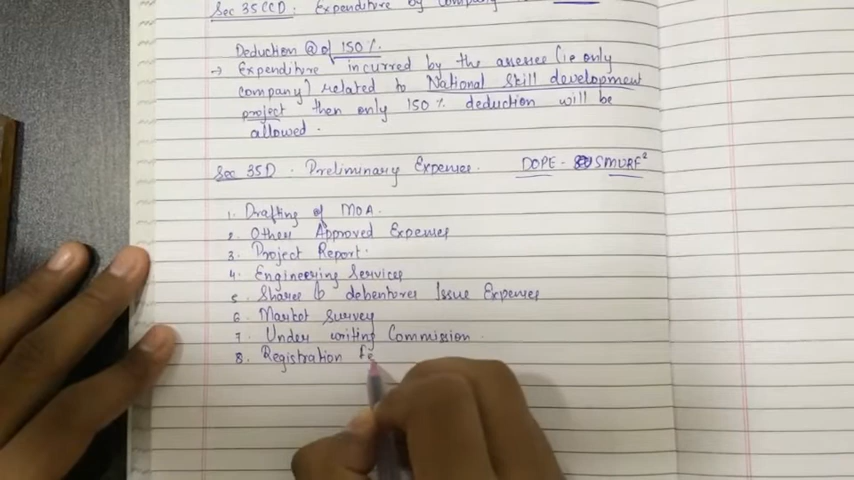 Sec 35CCD : Expenditure by Company
Deduction @ of 150%.
→ Expenditure incurred by the assessee (ie only
company) related to National Skill development
project then only 150% deduction will be
allowed.
Sec 35D. Preliminary Expenses. DOPE - SMURF²
1. Drafting of MOA.
2. Other Approved Expenses
3. Project Report.
4. Engineering Services
5. Shares & debentures Issue Expenses
6. Market Survey
7. Under writing Commission.
8. Registration fe